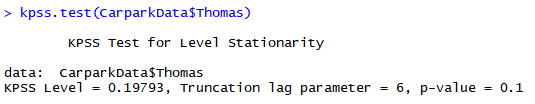 > kpss.test(CarparkData$Thomas)
KPSS Test for Level Stationarity
data:  CarparkData$Thomas
KPSS Level = 0.19793, Truncation lag parameter = 6, p-value = 0.1